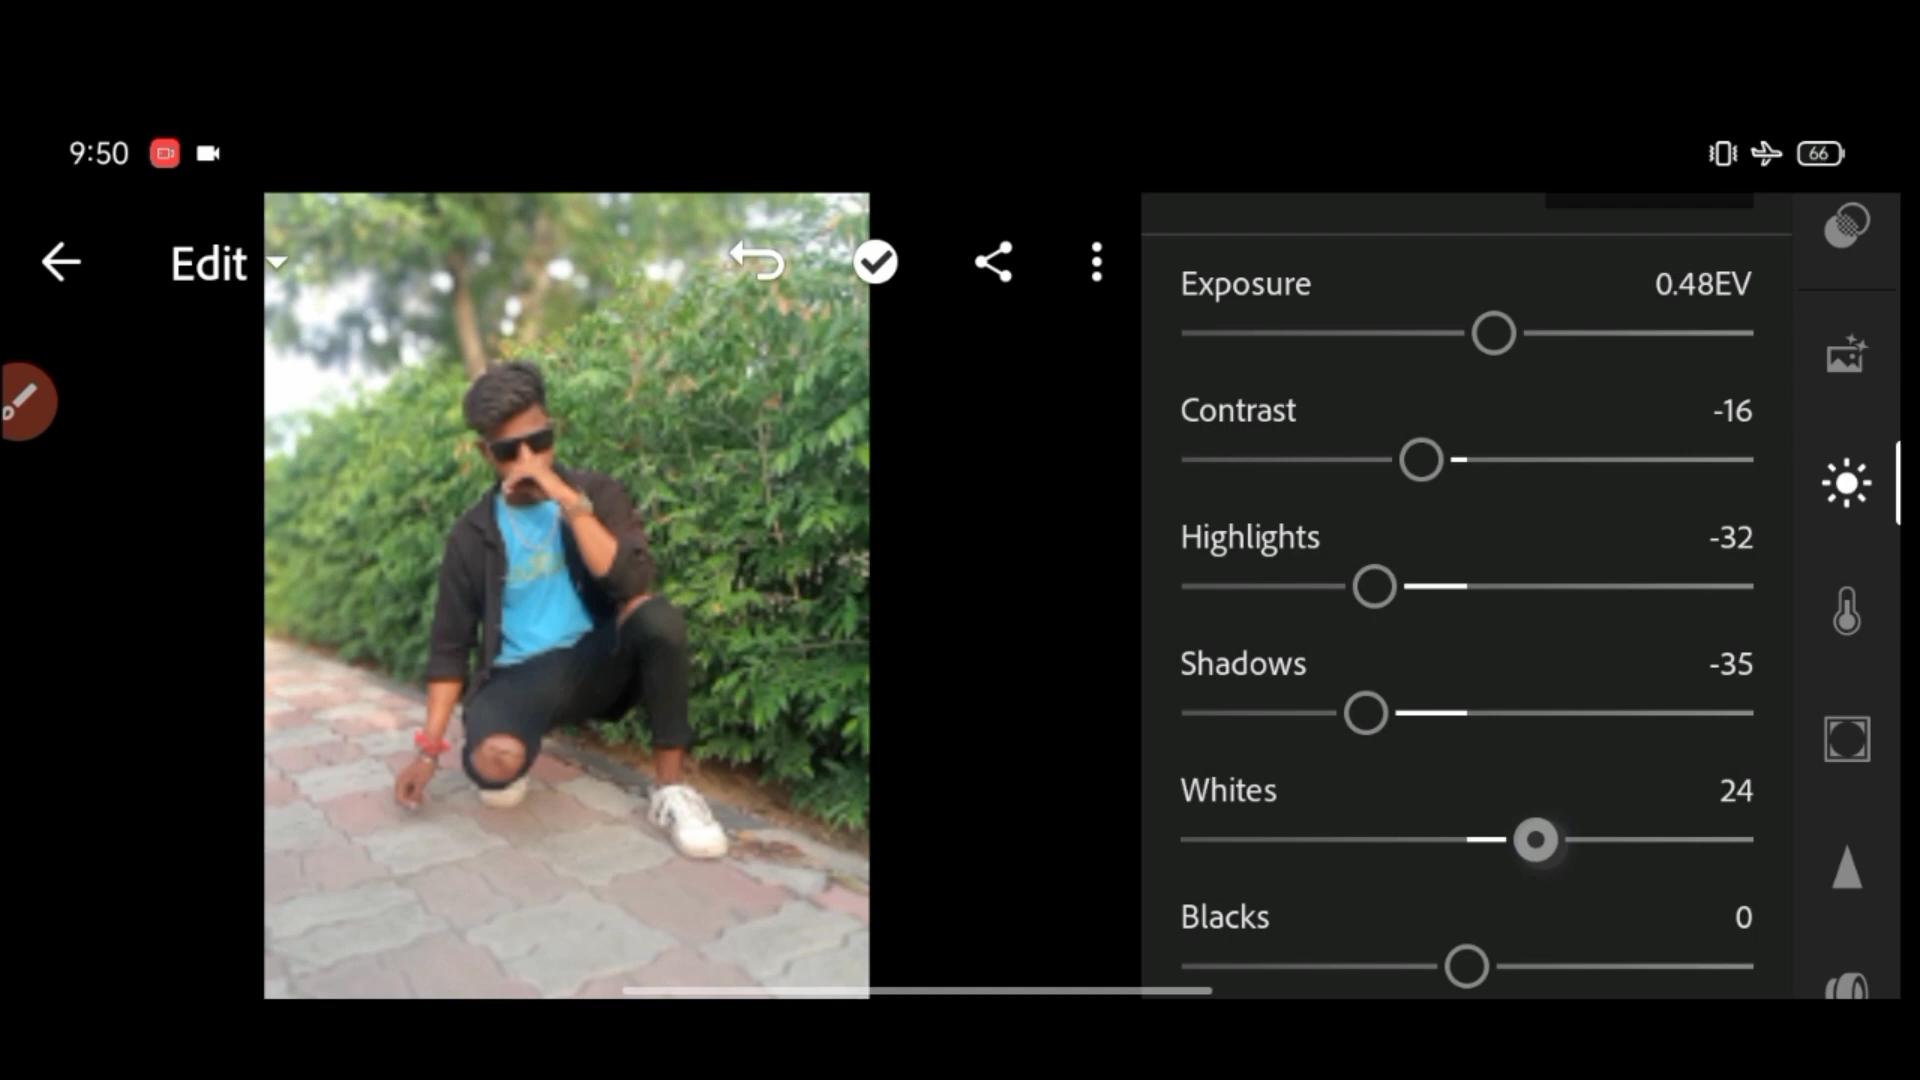 9:50
66
Edit
Exposure 0.48EV
Contrast -16
Highlights -32
Shadows -35
Whites 24
Blacks 0